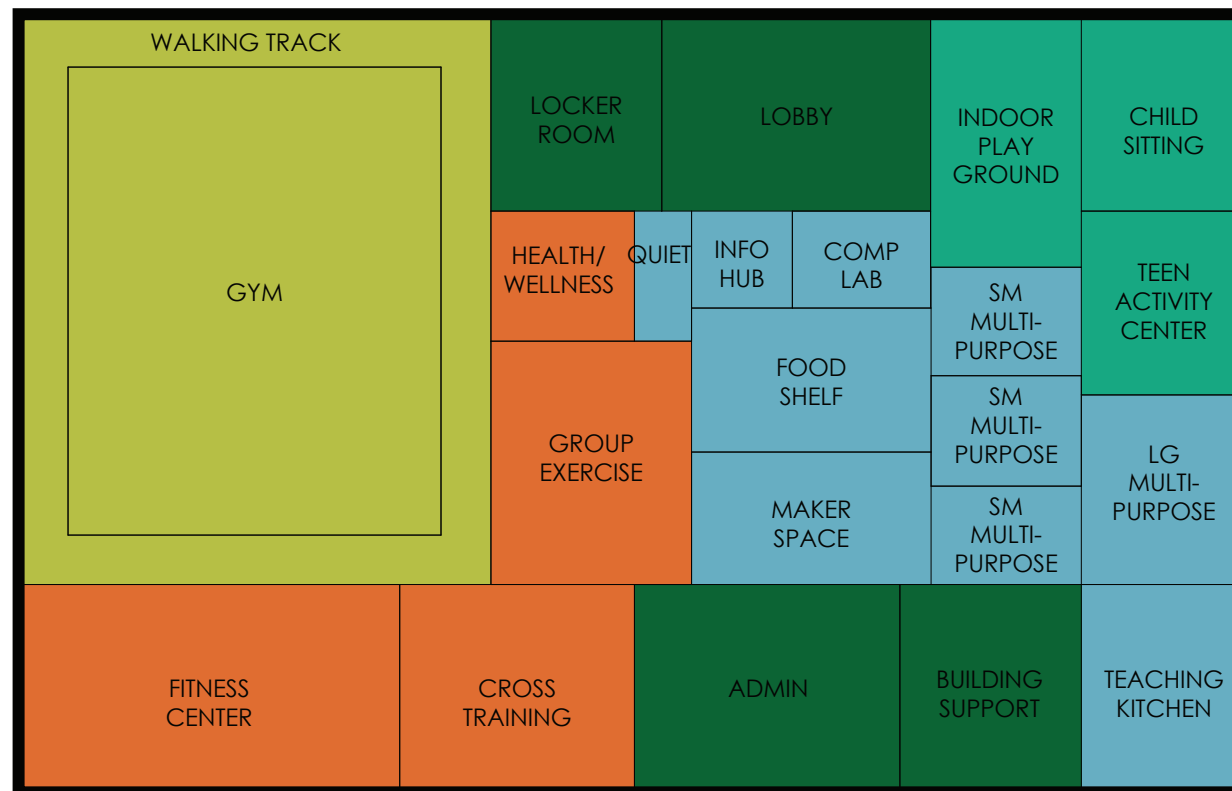 WALKING TRACK
GYM
LOCKER
ROOM
LOBBY
INDOOR
PLAY
GROUND
CHILD
SITTING
HEALTH/
WELLNESS
QUIET
INFO
HUB
COMP
LAB
SM
MULTI-
PURPOSE
TEEN
ACTIVITY
CENTER
FOOD
SHELF
SM
MULTI-
PURPOSE
GROUP
EXERCISE
LG
MULTI-
PURPOSE
MAKER
SPACE
SM
MULTI-
PURPOSE
FITNESS
CENTER
CROSS
TRAINING
ADMIN
BUILDING
SUPPORT
TEACHING
KITCHEN